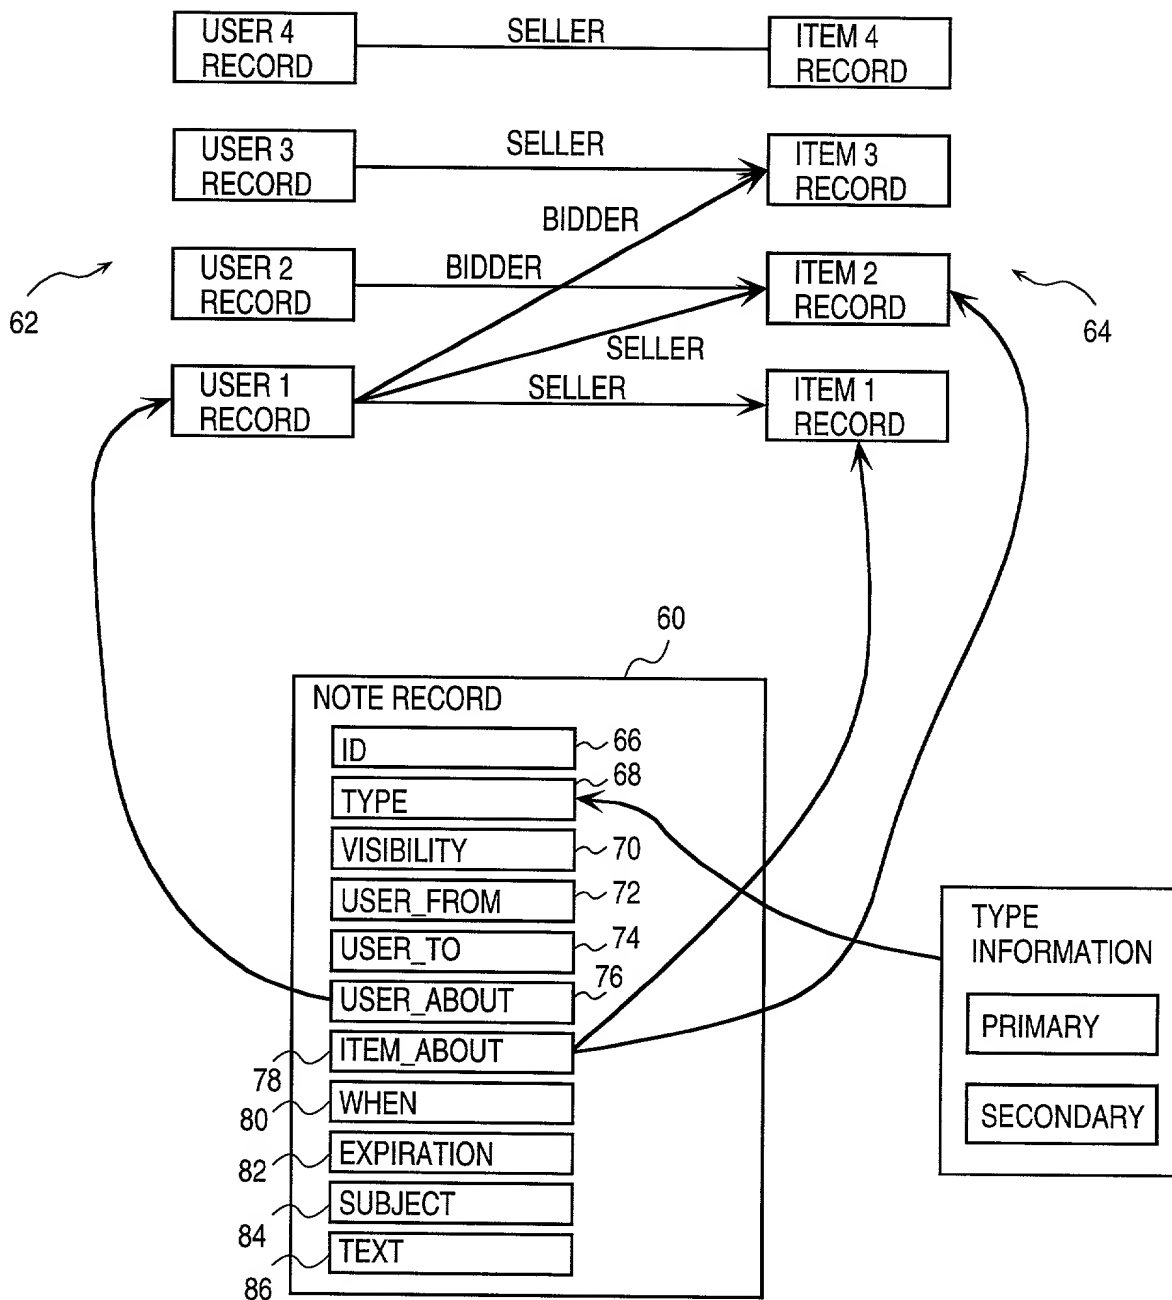 USER 4
RECORD
SELLER
ITEM 4
RECORD
USER 3
RECORD
SELLER
ITEM 3
RECORD
BIDDER
USER 2
RECORD
BIDDER
ITEM 2
RECORD
62
64
SELLER
USER 1
RECORD
SELLER
ITEM 1
RECORD
60
NOTE RECORD
ID
66
TYPE
68
VISIBILITY
70
USER_FROM
72
USER_TO
74
USER_ABOUT
76
ITEM_ABOUT
78
WHEN
80
EXPIRATION
82
SUBJECT
84
TEXT
86
TYPE
INFORMATION
PRIMARY
SECONDARY